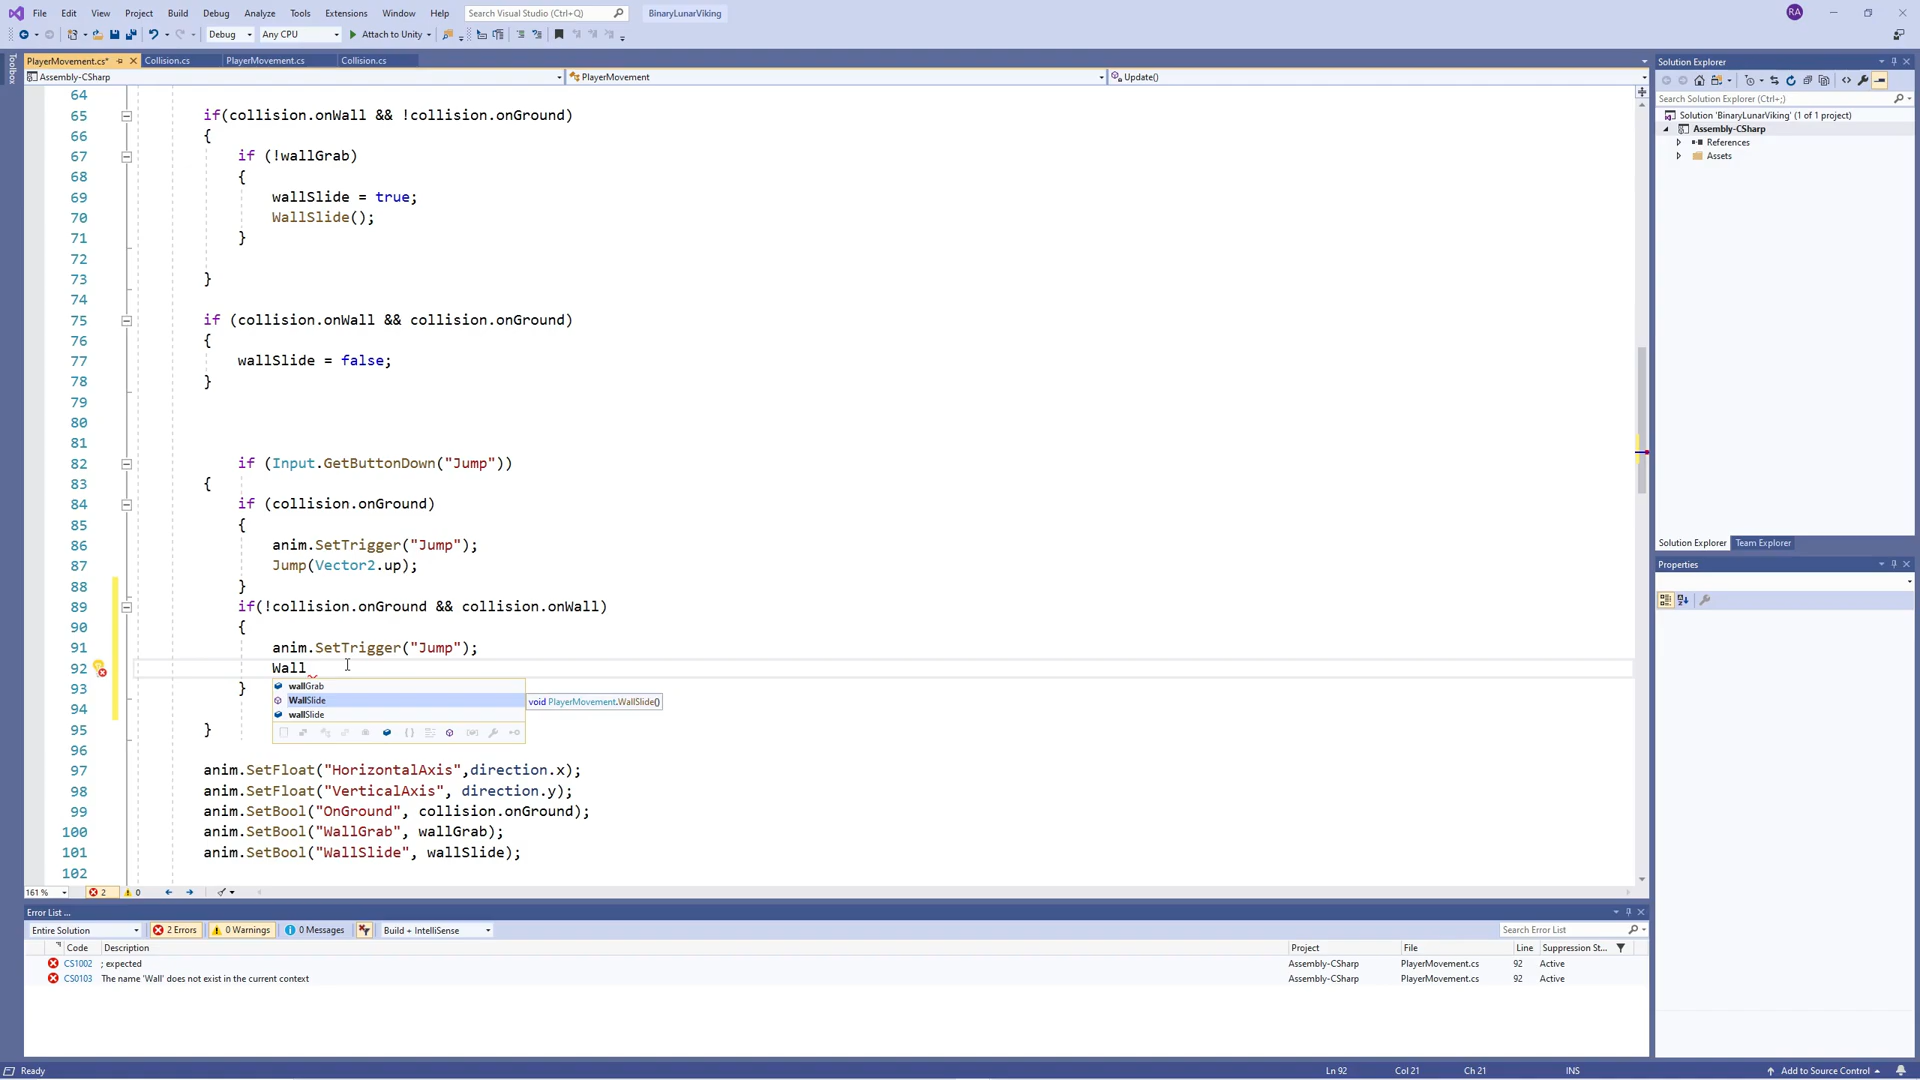 File Edit View Project Build Debug Analyze Tools Extensions Window Help Search Visual Studio (Ctrl+Q) BinaryLunarViking RA
Debug Any CPU Attach to Unity
PlayerMovement.cs* Collision.cs PlayerMovement.cs Collision.cs
Toolbox
Assembly-CSharp PlayerMovement Update()
64
65 if(collision.onWall && !collision.onGround)
66 {
67 if (!wallGrab)
68 {
69 wallSlide = true;
70 WallSlide();
71 }
72
73 }
74
75 if (collision.onWall && collision.onGround)
76 {
77 wallSlide = false;
78 }
79
80
81
82 if (Input.GetButtonDown("Jump"))
83 {
84 if (collision.onGround)
85 {
86 anim.SetTrigger("Jump");
87 Jump(Vector2.up);
88 }
89 if(!collision.onGround && collision.onWall)
90 {
91 anim.SetTrigger("Jump");
92 Wall
93 }
94
95 }
96
97 anim.SetFloat("HorizontalAxis",direction.x);
98 anim.SetFloat("VerticalAxis", direction.y);
99 anim.SetBool("OnGround", collision.onGround);
100 anim.SetBool("WallGrab", wallGrab);
101 anim.SetBool("WallSlide", wallSlide);
102
wallGrab
WallSlide
wallSlide
void PlayerMovement.WallSlide()
161 % 2 0
Error List ...
Entire Solution 2 Errors 0 Warnings 0 Messages Build + IntelliSense Search Error List
Code Description Project File Line Suppression St...
CS1002 ; expected Assembly-CSharp PlayerMovement.cs 92 Active
CS0103 The name 'Wall' does not exist in the current context Assembly-CSharp PlayerMovement.cs 92 Active
Solution Explorer
Search Solution Explorer (Ctrl+;)
Solution 'BinaryLunarViking' (1 of 1 project)
Assembly-CSharp
References
Assets
Solution Explorer Team Explorer
Properties
Ready Ln 92 Col 21 Ch 21 INS Add to Source Control